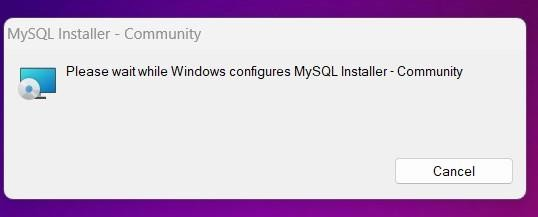 MySQL Installer - Community
Please wait while Windows configures MySQL Installer - Community
Cancel